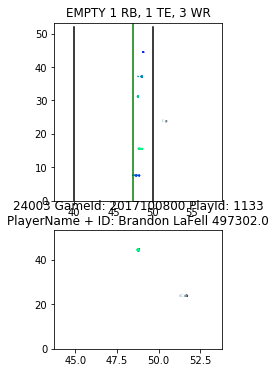 EMPTY 1 RB, 1 TE, 3 WR
50
40
30
20
10
0
40 45 50 55
24003 GameId: 2017100800 PlayId: 1133
PlayerName + ID: Brandon LaFell 497302.0
40
20
0
45.0 47.5 50.0 52.5